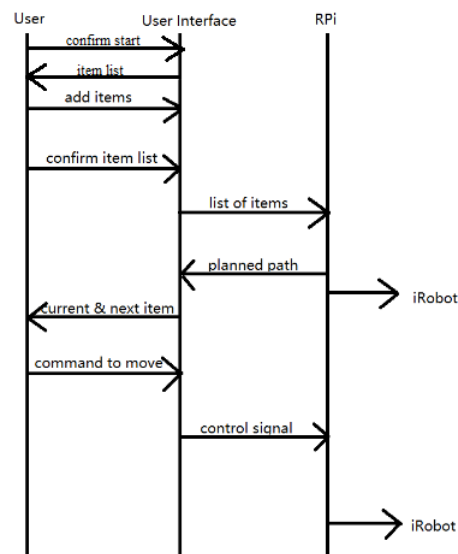 User
User Interface
RPi
confirm start
item list
add items
confirm item list
list of items
planned path
iRobot
current & next item
command to move
control signal
iRobot